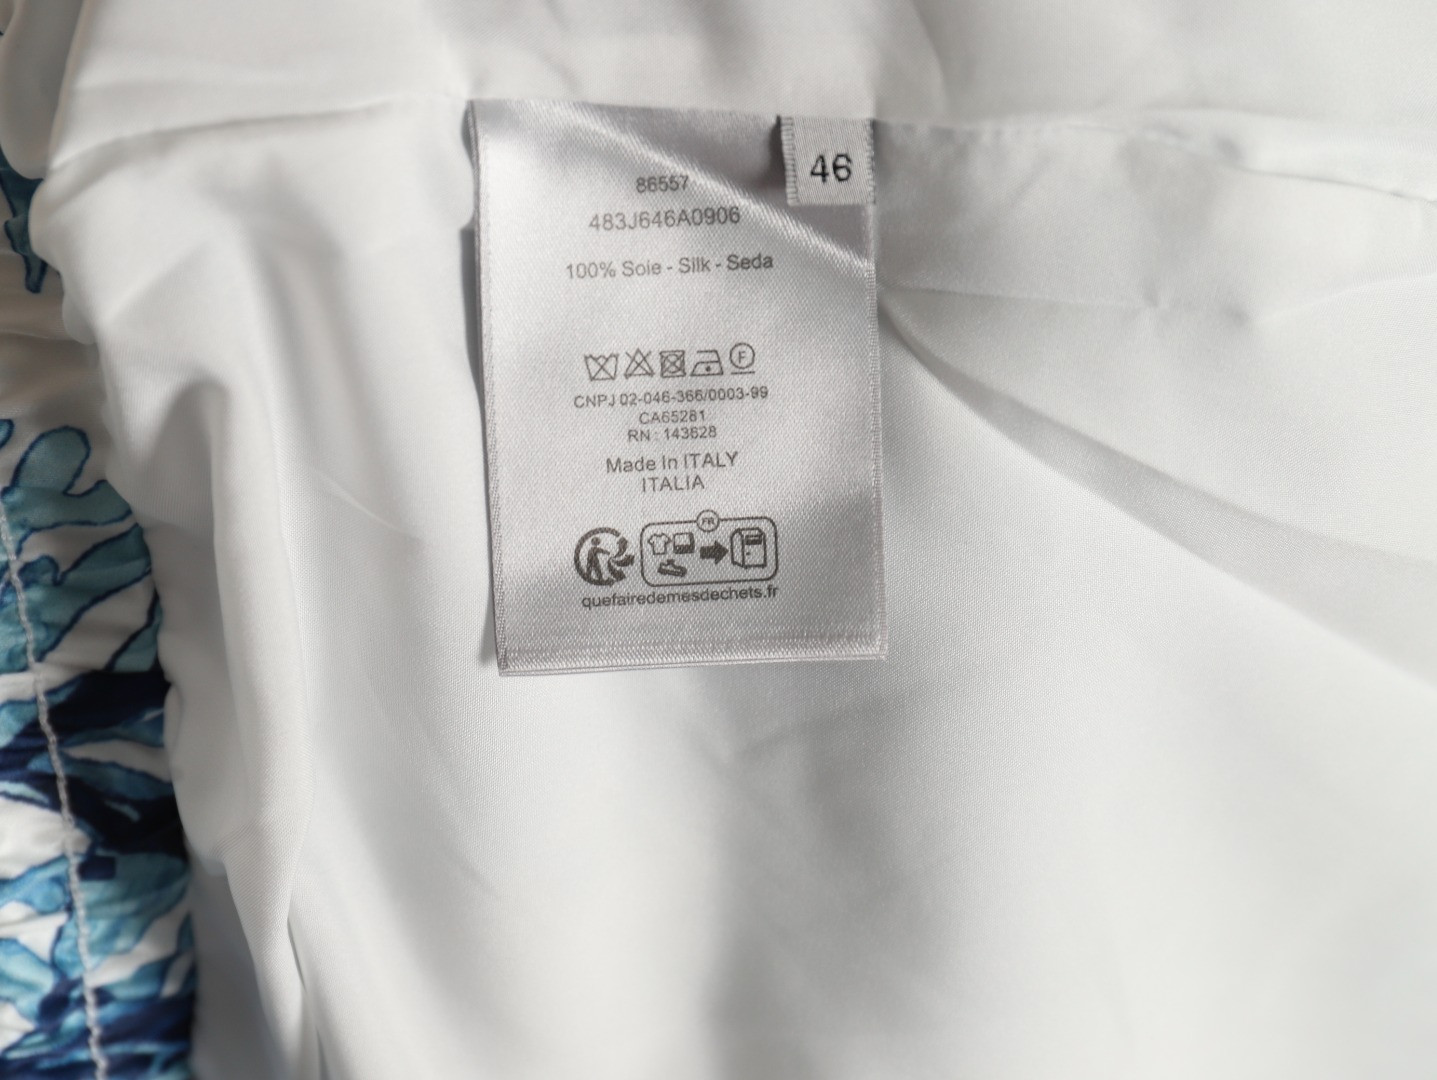 46
86557
483J646A0906
100% Soie - Silk - Seda
F
CNPJ 02-046-366/0003-99
CA65281
RN : 143628
Made In ITALY
ITALIA
FR
quefairedemesdechets.fr